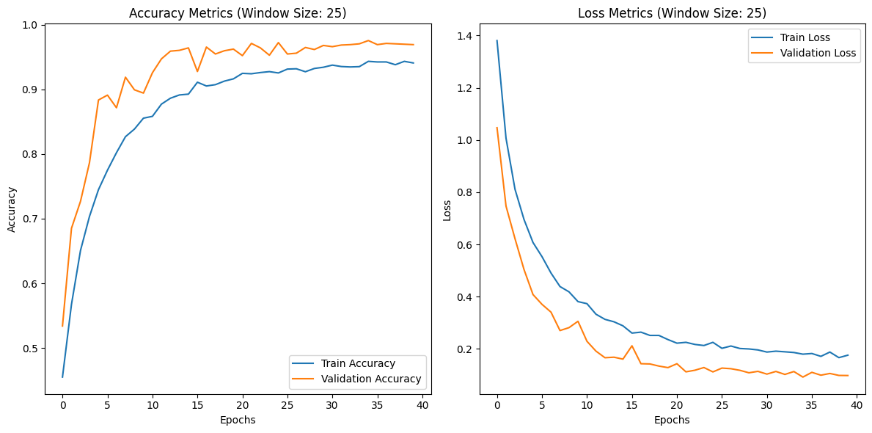 Accuracy Metrics (Window Size: 25)
1.0
0.9
0.8
0.7
0.6
0.5
Accuracy
0 5 10 15 20 25 30 35 40
Epochs
Train Accuracy
Validation Accuracy
Loss Metrics (Window Size: 25)
1.4
1.2
1.0
0.8
0.6
0.4
0.2
Loss
0 5 10 15 20 25 30 35 40
Epochs
Train Loss
Validation Loss